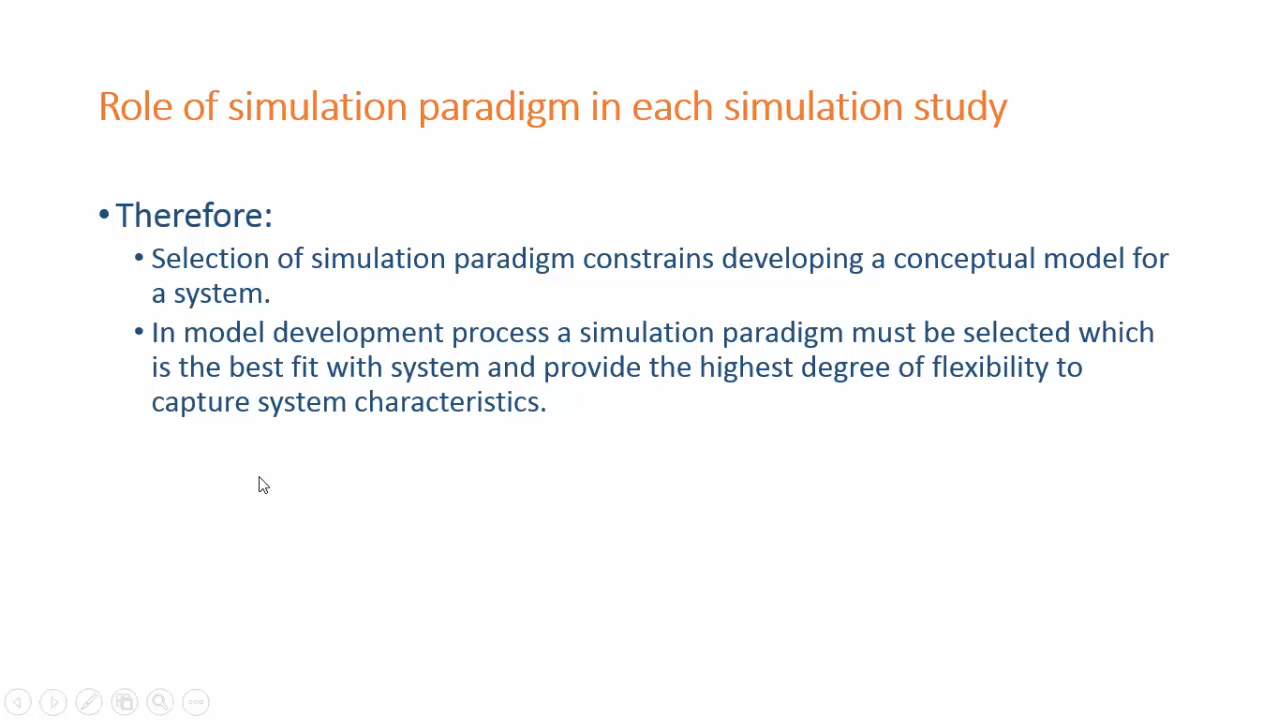 Role of simulation paradigm in each simulation study
• Therefore:
• Selection of simulation paradigm constrains developing a conceptual model for
a system.
• In model development process a simulation paradigm must be selected which
is the best fit with system and provide the highest degree of flexibility to
capture system characteristics.